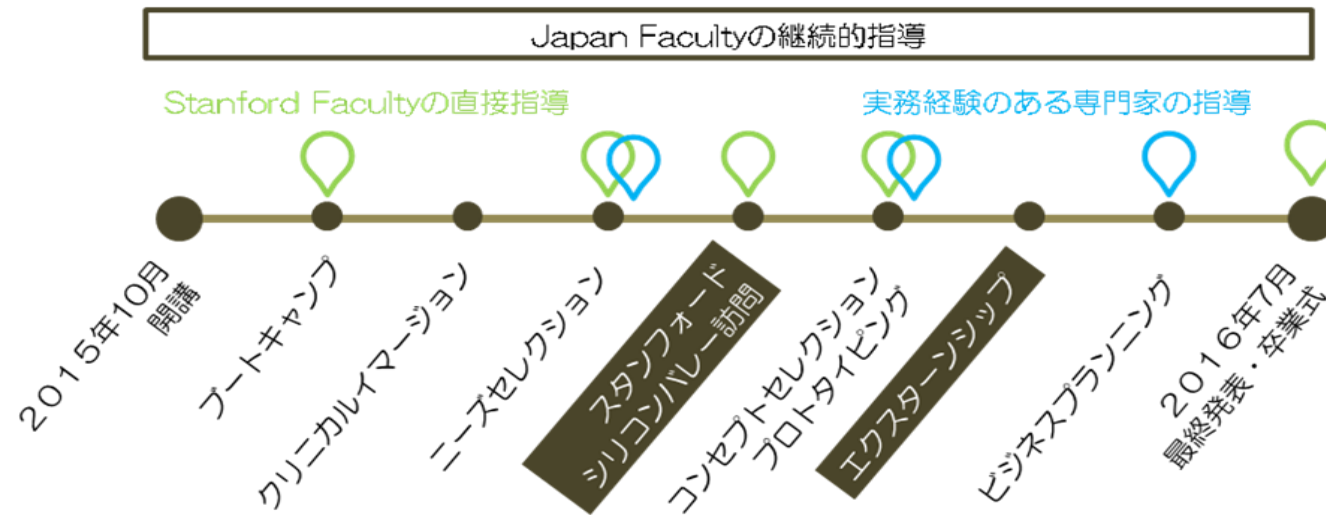 Japan Facultyの継続的指導
Stanford Facultyの直接指導
実務経験のある専門家の指導
2015年10月
開講
ブートキャンプ
クリニカルイマージョン
ニーズセレクション
スタンフォード
シリコンバレー訪問
コンセプトセレクション
プロトタイピング
エクスターンシップ
ビジネスプランニング
2016年7月
最終発表・卒業式